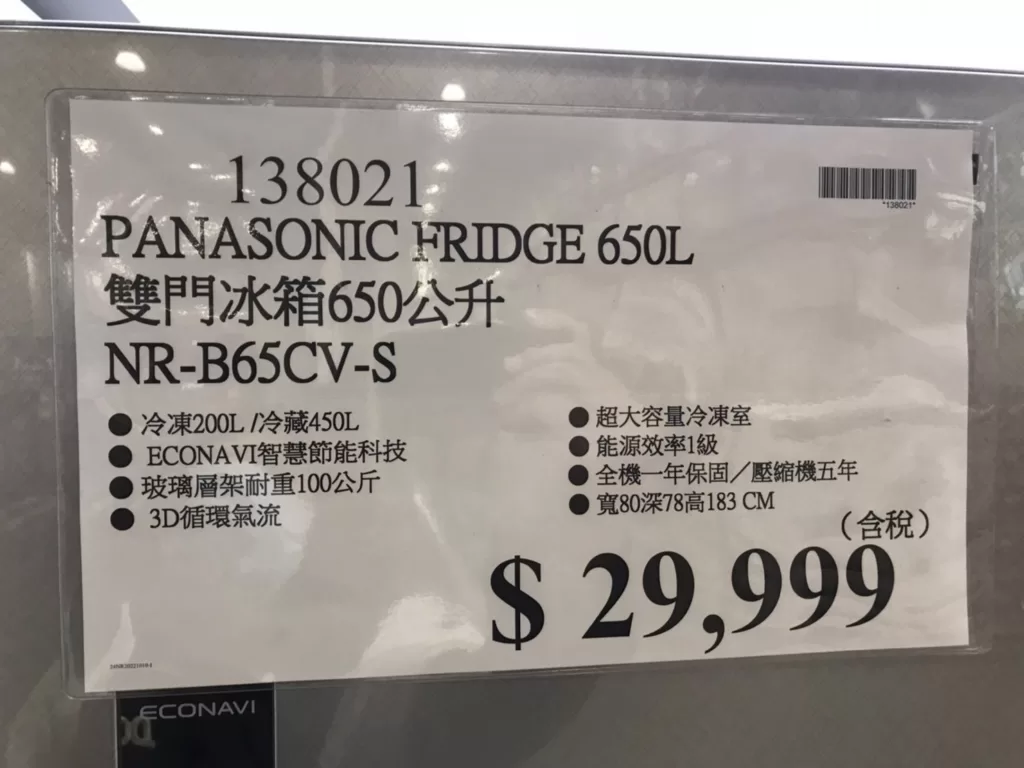 138021
*138021*
PANASONIC FRIDGE 650L
雙門冰箱650公升
NR-B65CV-S
● 冷凍200L /冷藏450L
● ECONAVI智慧節能科技
● 玻璃層架耐重100公斤
● 3D循環氣流
● 超大容量冷凍室
● 能源效率1級
● 全機一年保固／壓縮機五年
● 寬80深78高183 CM
（含稅）
$ 29,999
ECONAVI